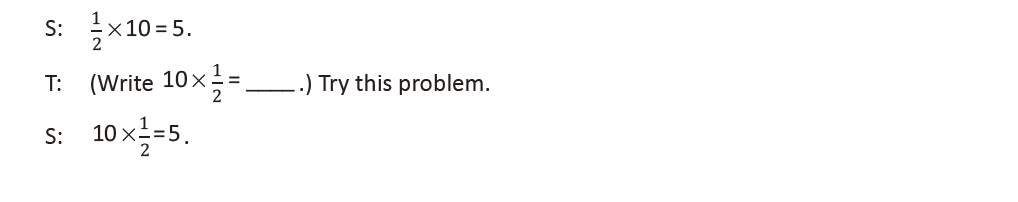 S: 1/2 × 10 = 5.
T: (Write 10 × 1/2 = ____ .) Try this problem.
S: 10 × 1/2 = 5.